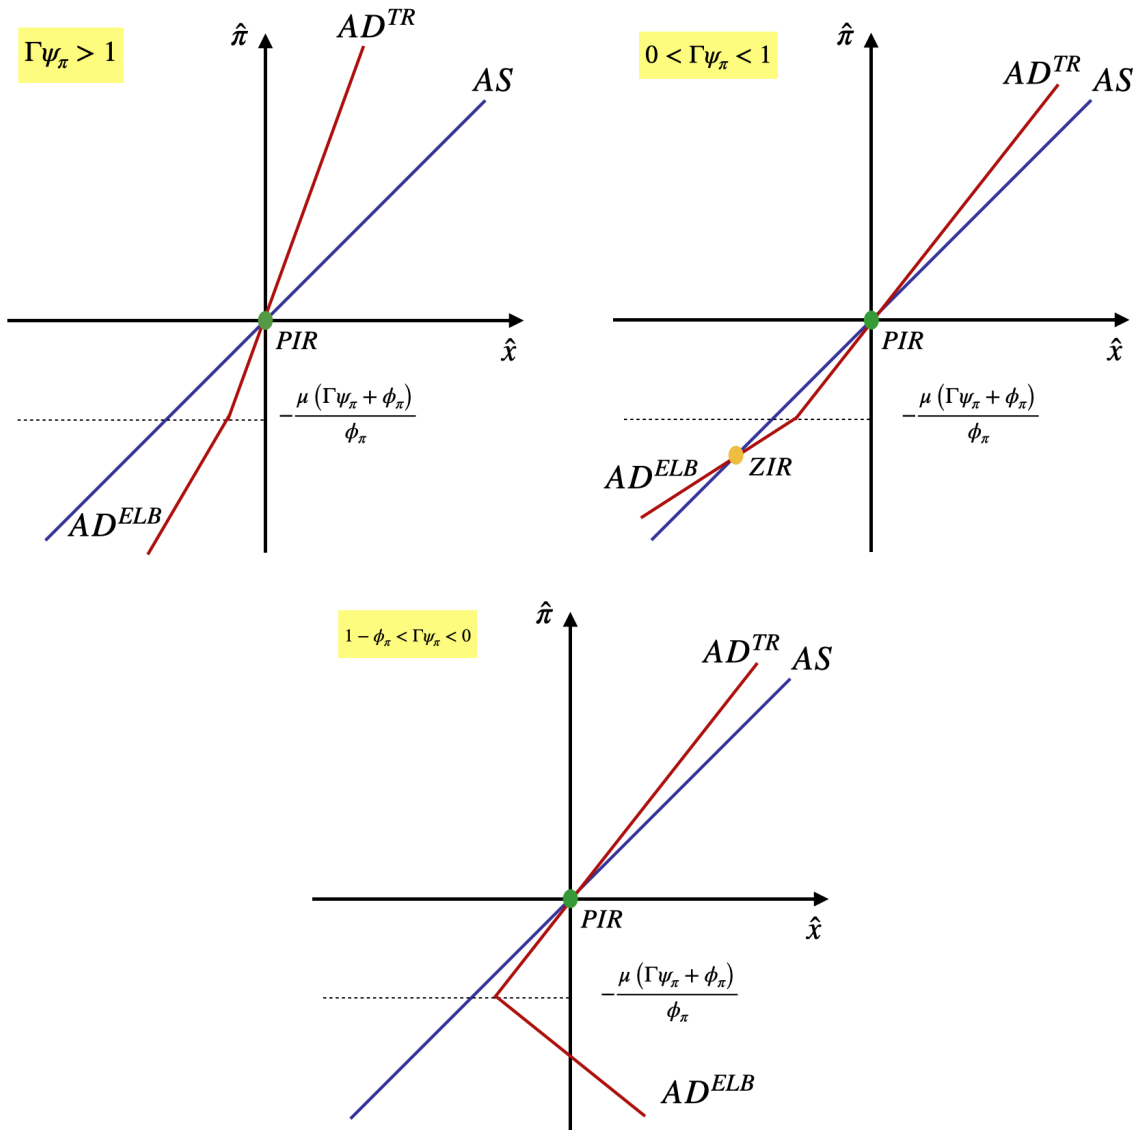 Γψ_π > 1
π̂
AD^{TR}
AS
PIR
x̂
−μ(Γψ_π + ϕ_π)/ϕ_π
AD^{ELB}
0 < Γψ_π < 1
π̂
AD^{TR}
AS
PIR
x̂
−μ(Γψ_π + ϕ_π)/ϕ_π
AD^{ELB}
ZIR
1 − ϕ_π < Γψ_π < 0
π̂
AD^{TR}
AS
PIR
x̂
−μ(Γψ_π + ϕ_π)/ϕ_π
AD^{ELB}